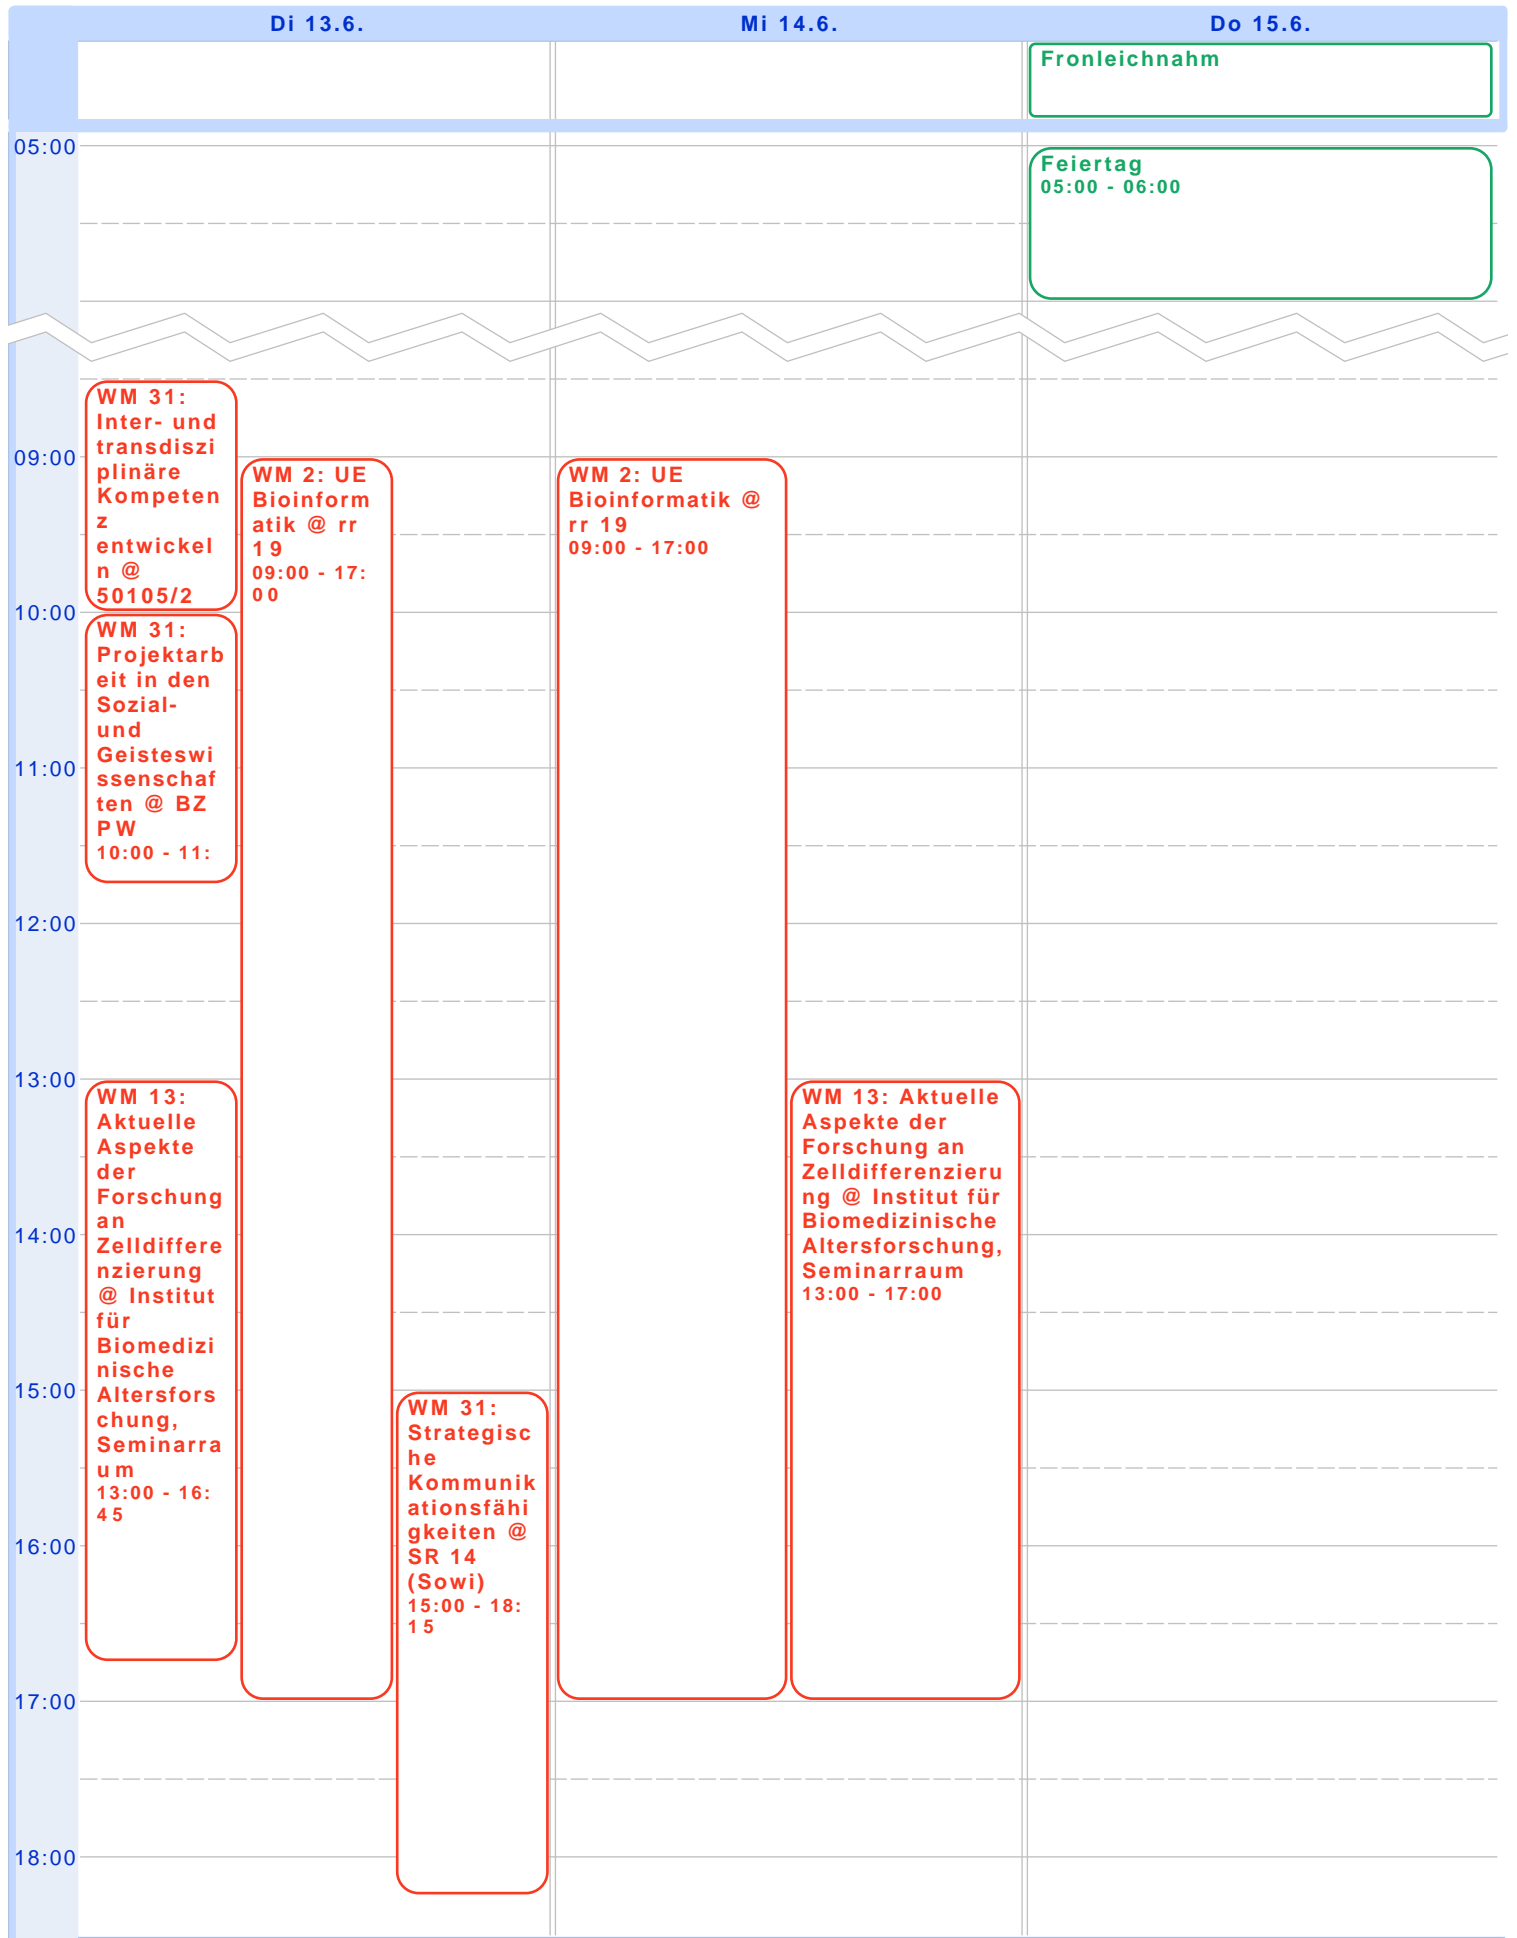 Di 13.6.
Mi 14.6.
Do 15.6.
Fronleichnahm
05:00
Feiertag
05:00 - 06:00
WM 31:
Inter- und
transdiszi
plinäre
Kompeten
z
entwickel
n @
50105/2
09:00
WM 2: UE
Bioinform
atik @ rr
19
09:00 - 17:
00
WM 2: UE
Bioinformatik @
rr 19
09:00 - 17:00
10:00
WM 31:
Projektarb
eit in den
Sozial-
und
Geisteswi
ssenschaf
ten @ BZ
PW
10:00 - 11:
11:00
12:00
13:00
WM 13:
Aktuelle
Aspekte
der
Forschung
an
Zelldiffere
nzierung
@ Institut
für
Biomedizi
nische
Altersfors
chung,
Seminarra
um
13:00 - 16:
45
WM 13: Aktuelle
Aspekte der
Forschung an
Zelldifferenzieru
ng @ Institut für
Biomedizinische
Altersforschung,
Seminarraum
13:00 - 17:00
14:00
15:00
WM 31:
Strategisc
he
Kommunik
ationsfähi
gkeiten @
SR 14
(Sowi)
15:00 - 18:
15
16:00
17:00
18:00